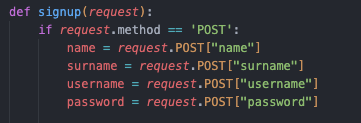 def signup(request):
    if request.method == 'POST':
        name = request.POST["name"]
        surname = request.POST["surname"]
        username = request.POST["username"]
        password = request.POST["password"]